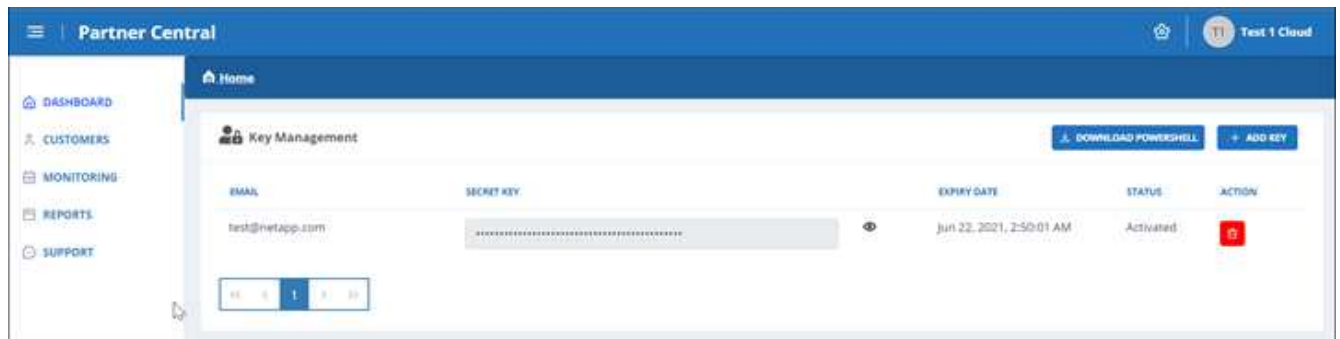 Partner Central
T1 Test 1 Cloud
Home
DASHBOARD
CUSTOMERS
MONITORING
REPORTS
SUPPORT
Key Management
DOWNLOAD POWERSHELL
+ ADD KEY
EMAIL SECRET KEY EXPIRY DATE STATUS ACTION
test@netapp.com Jun 22, 2021, 2:50:01 AM Activated
1